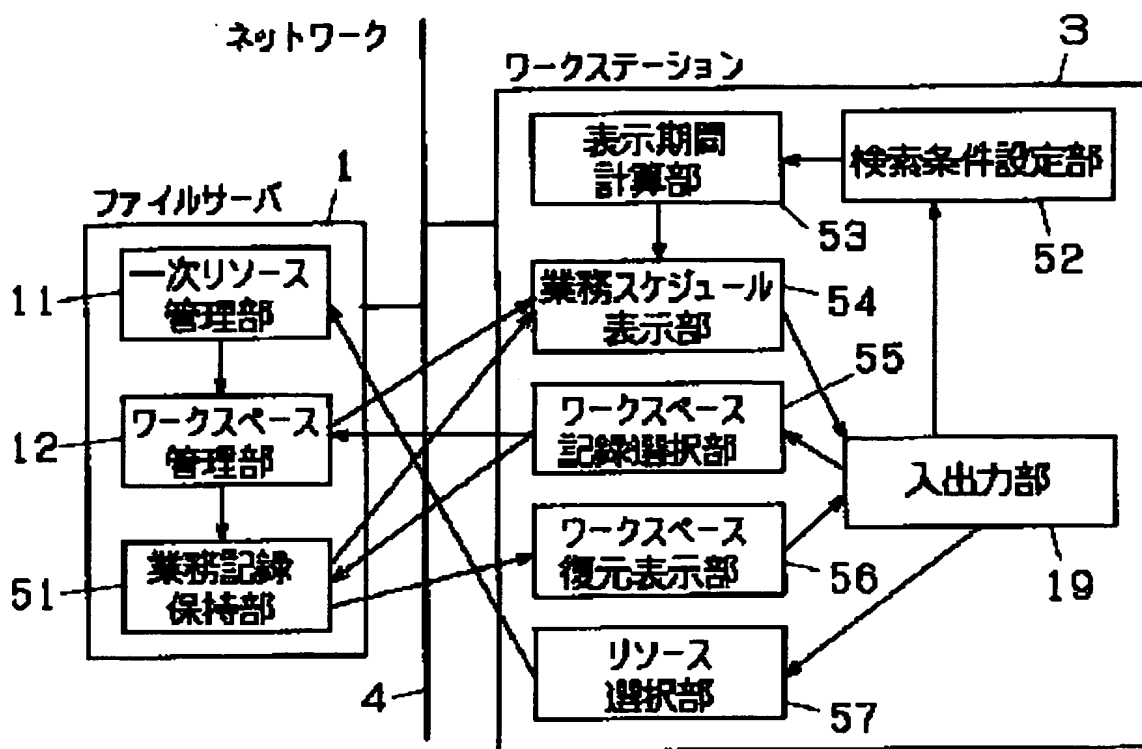 ネットワーク
3
ワークステーション
表示期間
計算部
検索条件設定部
1
ファイルサーバ
53
52
一次リソース
管理部
11
業務スケジュール
表示部
54
55
ワークスペース
管理部
12
ワークスペース
記録選択部
入出力部
業務記録
保持部
51
ワークスペース
復元表示部
56
19
リソース
選択部
4
57